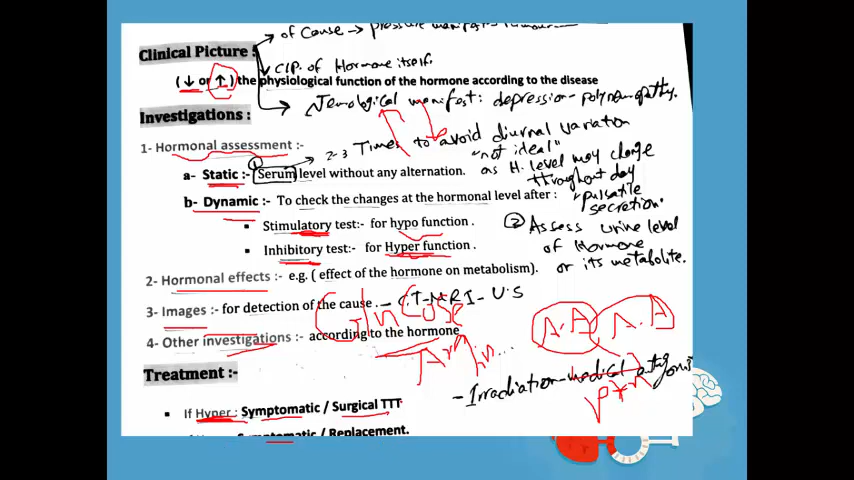 of Cause → pressure manifest
Clinical Picture :
C/P. of Hormone itself.
(↓ or ↑) the physiological function of the hormone according to the disease
manifest: depression - polyneuropathy.
Investigations :
1- Hormonal assessment :-
2-3 Times to avoid diurnal variation
"not ideal"
a- Static :- Serum level without any alternation.
①
as H. level may change
throughout day
b- Dynamic :- To check the changes at the hormonal level after :
"pulsatile
secretion"
▪ Stimulatory test:- for hypo function .
② Assess urine level
of Hormone
▪ Inhibitory test:- for Hyper function .
or its metabolite.
2- Hormonal effects :- e.g. ( effect of the hormone on metabolism).
3- Images :- for detection of the cause. - C.T-MRI-U.S
Glucose
A.A A.A
4- Other investigations :- according to the hormone
Treatment :-
-Irradiation-medical
▪ If Hyper : Symptomatic / Surgical TTT
Symptomatic / Replacement.